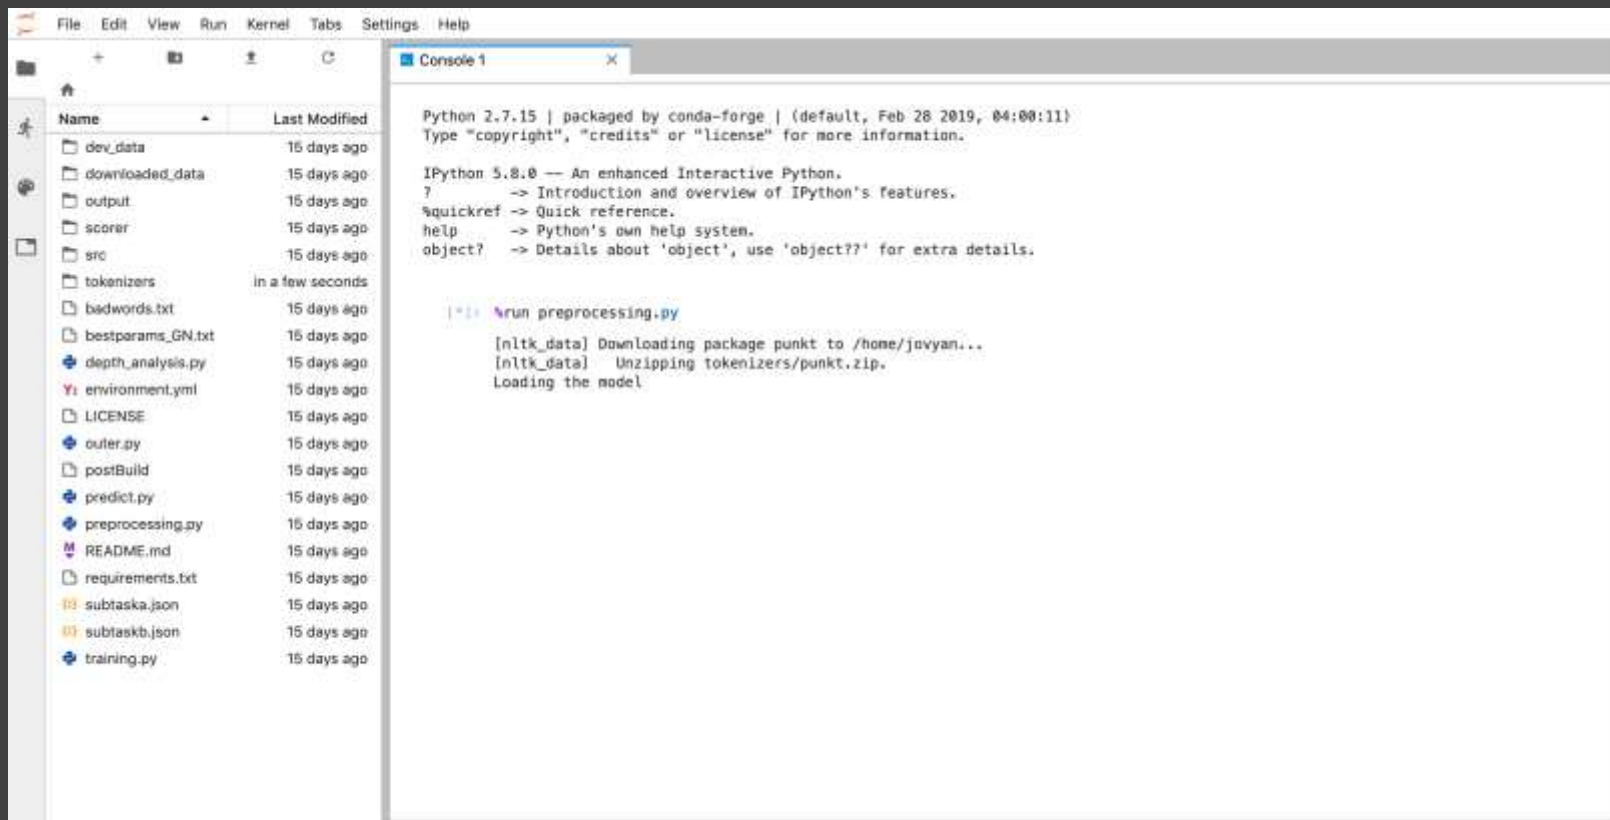 File Edit View Run Kernel Tabs Settings Help
Console 1
Name Last Modified
dev_data 15 days ago
downloaded_data 15 days ago
output 15 days ago
scorer 15 days ago
src 15 days ago
tokenizers in a few seconds
badwords.txt 15 days ago
bestparams_GN.txt 15 days ago
depth_analysis.py 15 days ago
environment.yml 15 days ago
LICENSE 15 days ago
outer.py 15 days ago
postBuild 15 days ago
predict.py 15 days ago
preprocessing.py 15 days ago
README.md 15 days ago
requirements.txt 15 days ago
subtaska.json 15 days ago
subtaskb.json 15 days ago
training.py 15 days ago
Python 2.7.15 | packaged by conda-forge | (default, Feb 28 2019, 04:00:11)
Type "copyright", "credits" or "license" for more information.
IPython 5.8.0 -- An enhanced Interactive Python.
? -> Introduction and overview of IPython's features.
%quickref -> Quick reference.
help -> Python's own help system.
object? -> Details about 'object', use 'object??' for extra details.
[*]: %run preprocessing.py
[nltk_data] Downloading package punkt to /home/jovyan...
[nltk_data] Unzipping tokenizers/punkt.zip.
Loading the model